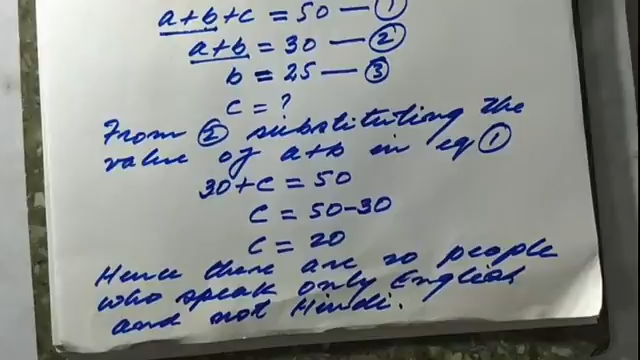 a+b+c = 50 — ①
a+b = 30 — ②
b = 25 — ③
c = ?
From ② substituting the
value of a+b in eq ①
30+c = 50
c = 50-30
c = 20
Hence there are 20 people
who speak only English
and not Hindi.